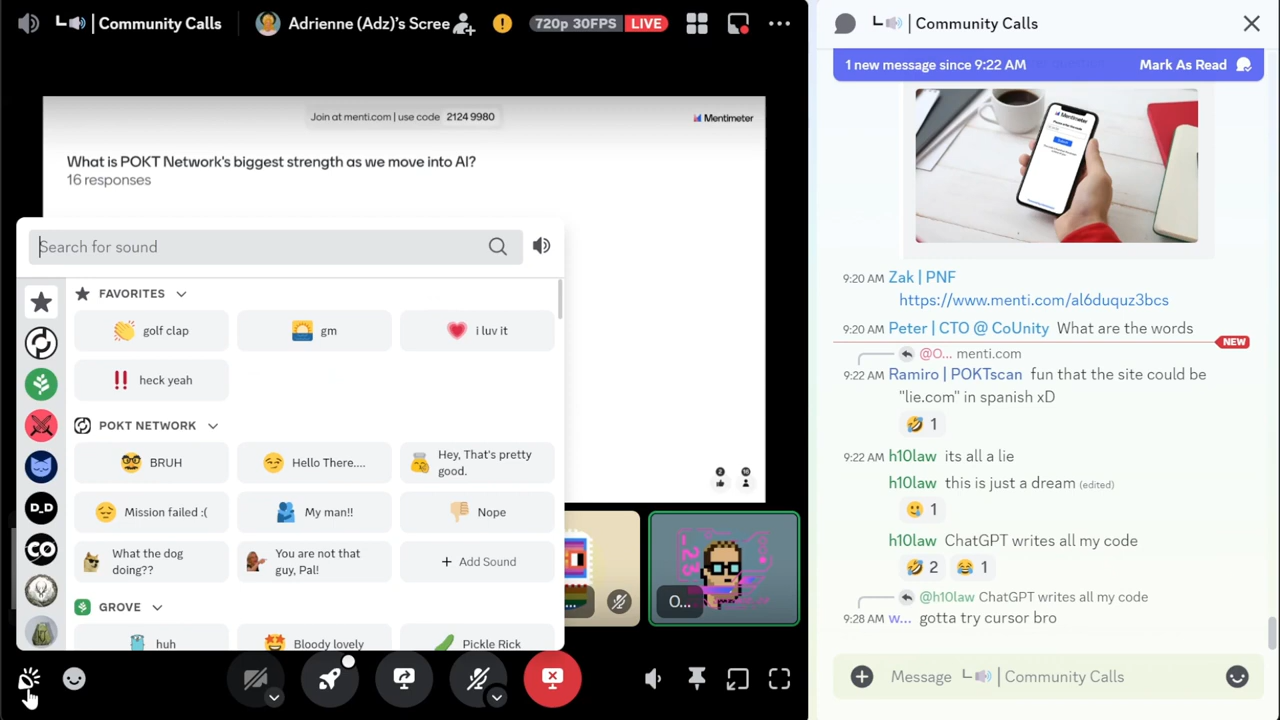 ┗🔊 | Community Calls
Adrienne (Adz)'s Scree
720p 30FPS LIVE
Join at menti.com | use code 2124 9980
Mentimeter
What is POKT Network's biggest strength as we move into AI?
16 responses
Search for sound
FAVORITES
golf clap
gm
i luv it
heck yeah
POKT NETWORK
BRUH
Hello There....
Hey, That's pretty
good.
Mission failed :(
My man!!
Nope
What the dog
doing??
You are not that
guy, Pal!
+ Add Sound
GROVE
huh
Bloody lovely
Pickle Rick
D_D
CO
O...
┗🔊 | Community Calls
1 new message since 9:22 AM
Mark As Read
Mentimeter
9:20 AM Zak | PNF
https://www.menti.com/al6duquz3bcs
9:20 AM Peter | CTO @ CoUnity What are the words
NEW
@O... menti.com
9:22 AM Ramiro | POKTscan fun that the site could be
"lie.com" in spanish xD
🤣 1
9:22 AM h10law its all a lie
h10law this is just a dream (edited)
🥲 1
h10law ChatGPT writes all my code
🤣 2 😂 1
@h10law ChatGPT writes all my code
9:28 AM w... gotta try cursor bro
Message ┗🔊 | Community Calls